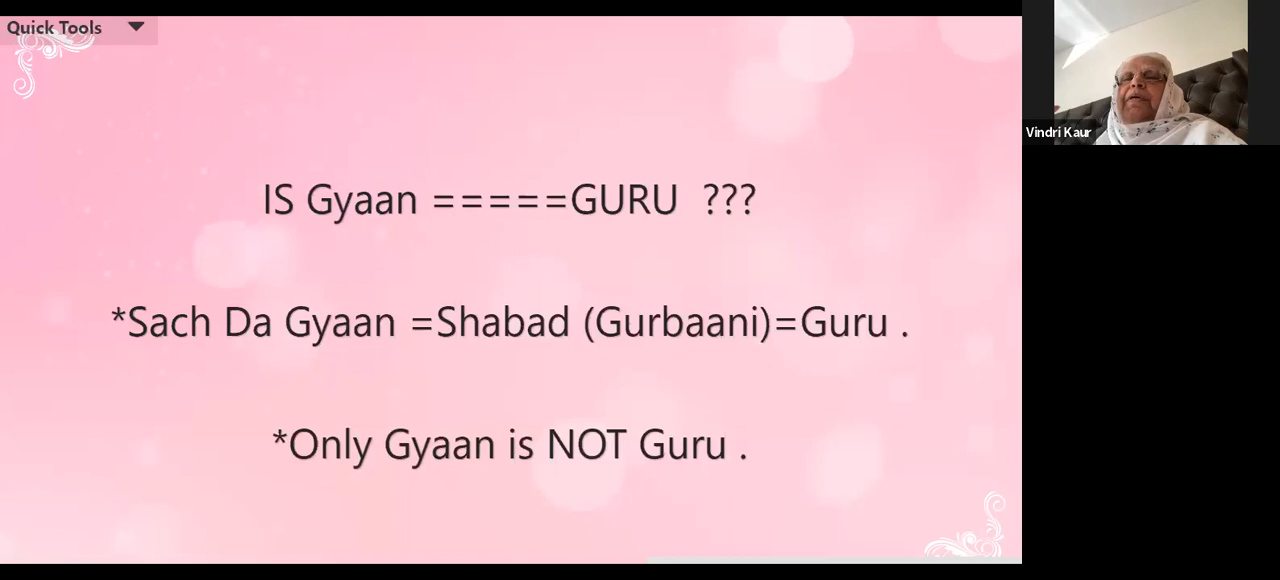 Quick Tools
IS Gyaan =====GURU ???
*Sach Da Gyaan =Shabad (Gurbaani)=Guru .
*Only Gyaan is NOT Guru .
Vindri Kaur